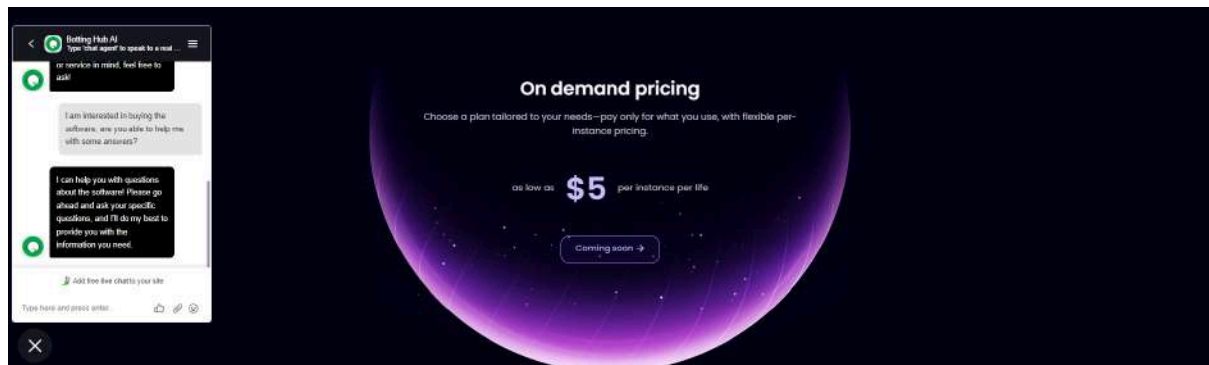 Botting Hub AI
Type 'chat agent' to speak to a real ...
or service in mind, feel free to
ask!
I am interested in buying the
software, are you able to help me
with some answers?
I can help you with questions
about the software! Please go
ahead and ask your specific
questions, and I'll do my best to
provide you with the
information you need.
Add free live chat to your site
Type here and press enter..
On demand pricing
Choose a plan tailored to your needs—pay only for what you use, with flexible per-
instance pricing.
as low as $5 per instance per life
Coming soon →